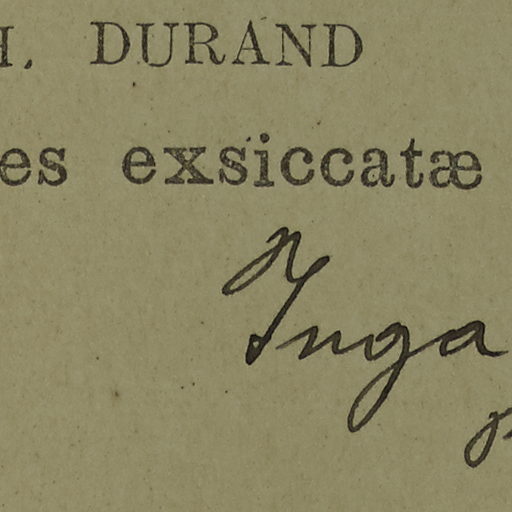 H. DURAND
es exsiccatæ
Inga